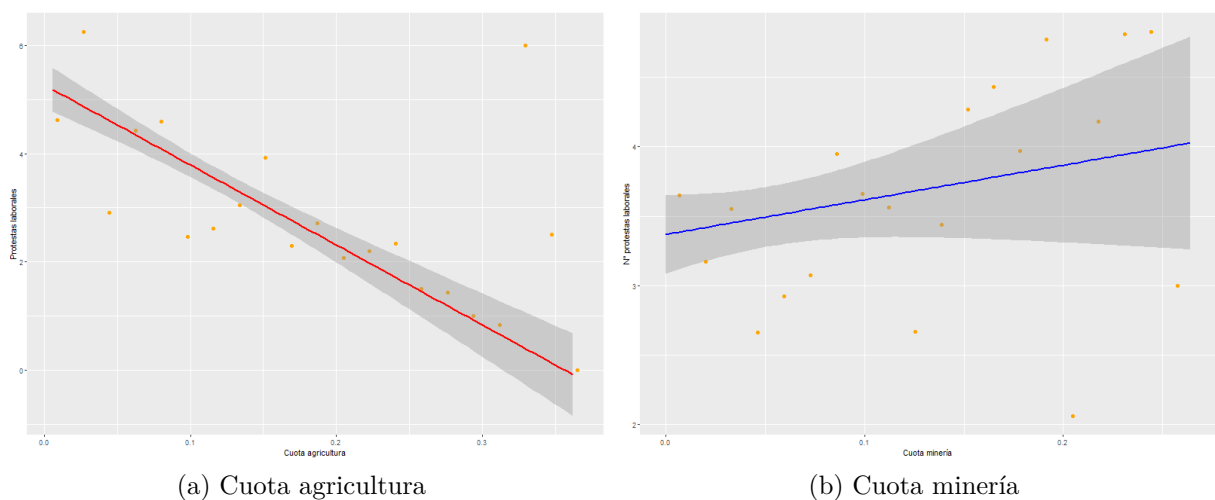 Protestas laborales
6
4
2
0
0.0 0.1 0.2 0.3
Cuota agricultura
(a) Cuota agricultura
N° protestas laborales
4
3
2
0.0 0.1 0.2
Cuota minería
(b) Cuota minería